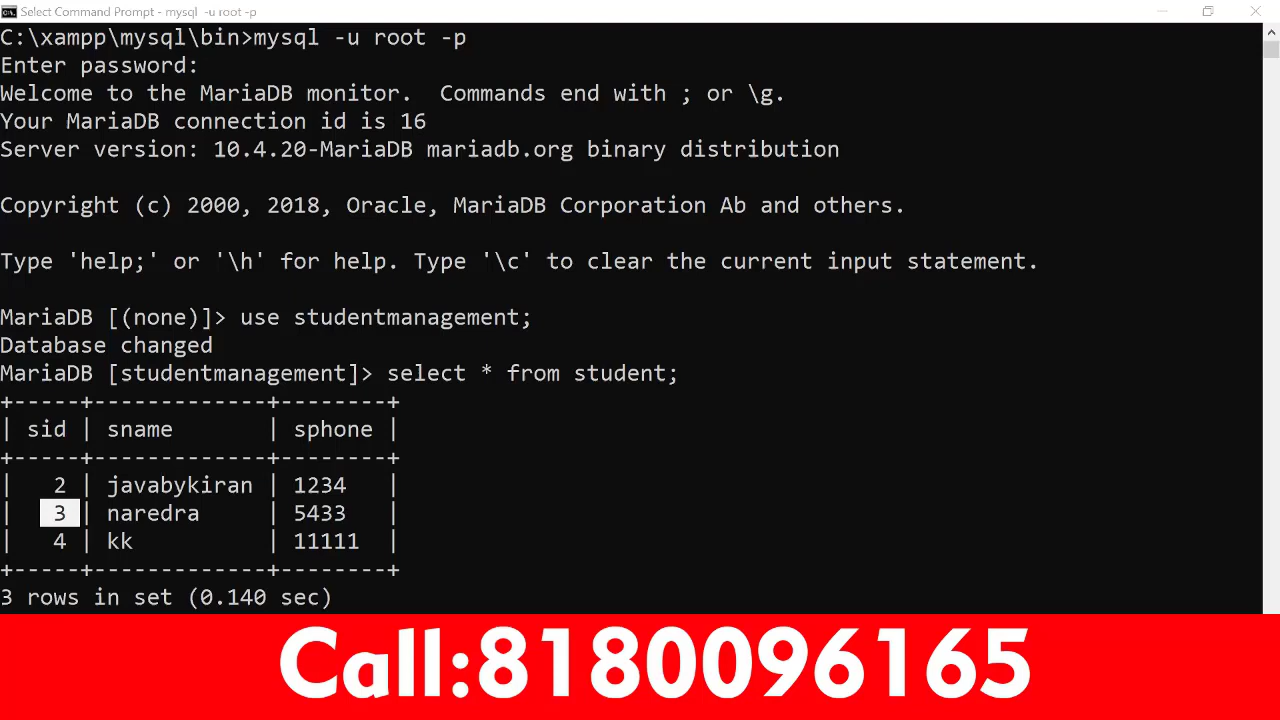 Select Command Prompt - mysql -u root -p
C:\xampp\mysql\bin>mysql -u root -p
Enter password:
Welcome to the MariaDB monitor.  Commands end with ; or \g.
Your MariaDB connection id is 16
Server version: 10.4.20-MariaDB mariadb.org binary distribution
Copyright (c) 2000, 2018, Oracle, MariaDB Corporation Ab and others.
Type 'help;' or '\h' for help. Type '\c' to clear the current input statement.
MariaDB [(none)]> use studentmanagement;
Database changed
MariaDB [studentmanagement]> select * from student;
+-----+-------------+--------+
| sid | sname       | sphone |
+-----+-------------+--------+
|   2 | javabykiran | 1234   |
|   3 | naredra     | 5433   |
|   4 | kk          | 11111  |
+-----+-------------+--------+
3 rows in set (0.140 sec)
Call:8180096165